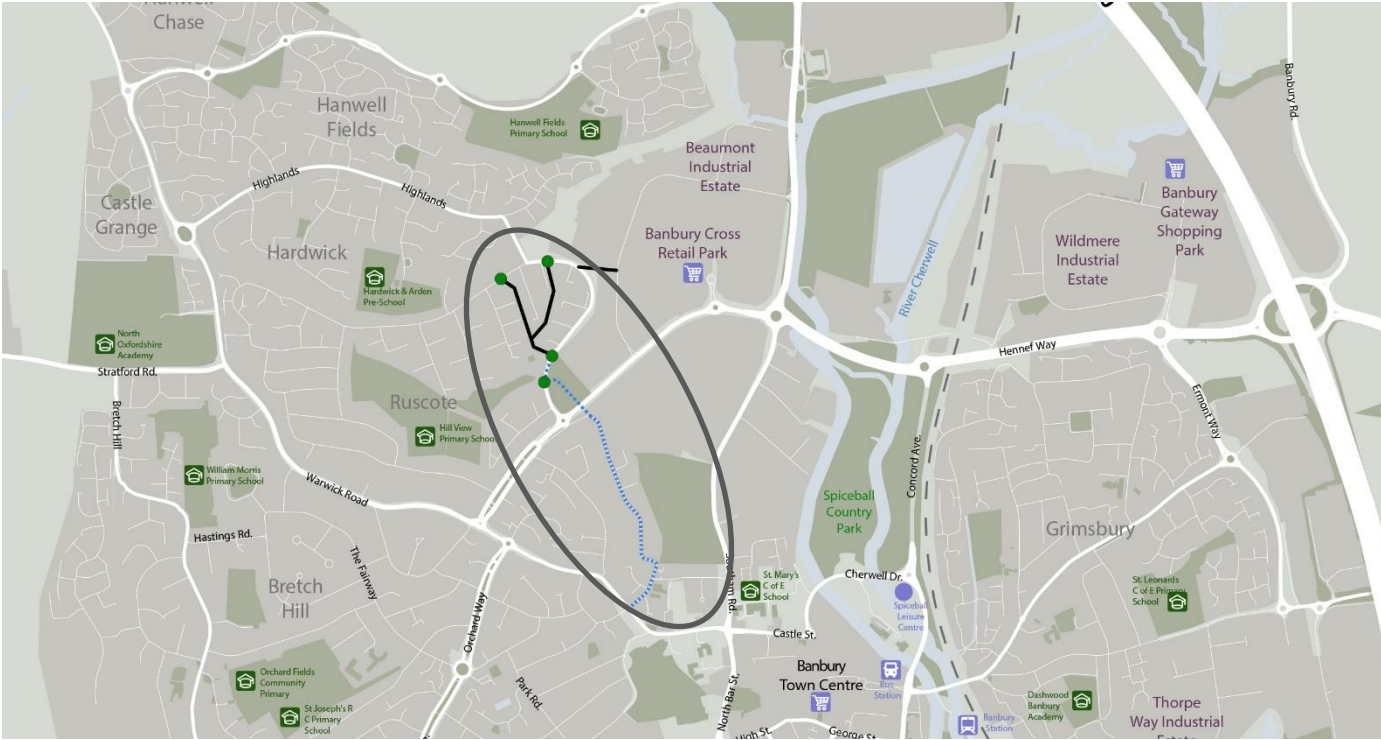 Hanwell
Chase
Hanwell
Fields
Hanwell Fields
Primary School
Beaumont
Industrial
Estate
Banbury Rd.
Highlands
Highlands
Castle
Grange
Hardwick
Hardwick & Arden
Pre-School
Banbury Cross
Retail Park
River Cherwell
Wildmere
Industrial
Estate
Banbury
Gateway
Shopping
Park
North
Oxfordshire
Academy
Stratford Rd.
Hennef Way
Bretch Hill
Ruscote
Hill View
Primary School
Ermont Way
Concord Ave.
William Morris
Primary School
Warwick Road
Spiceball
Country
Park
Grimsbury
Hastings Rd.
The Fairway
Bretch
Hill
Orchard Way
St. Mary's
C of E
School
Cherwell Dr.
Spiceball
Leisure
Centre
St. Leonards
C of E Primary
School
Castle St.
Orchard Fields
Community
Primary
St Joseph's R
C Primary
School
Park Rd.
North Bar St.
Banbury
Town Centre
Bus
Station
High St.
George St.
Banbury
Station
Dashwood
Banbury
Academy
Thorpe
Way Industrial
Estate